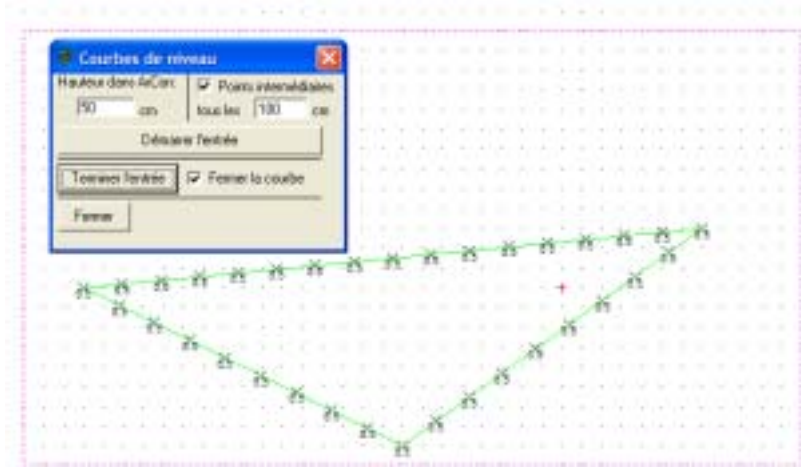 Courbes de niveau
Hauteur dans ArCon:
Points intermédiaires
50 cm
tous les 100 cm
Démarrer l'entrée
Terminer l'entrée
Fermer la courbe
Fermer